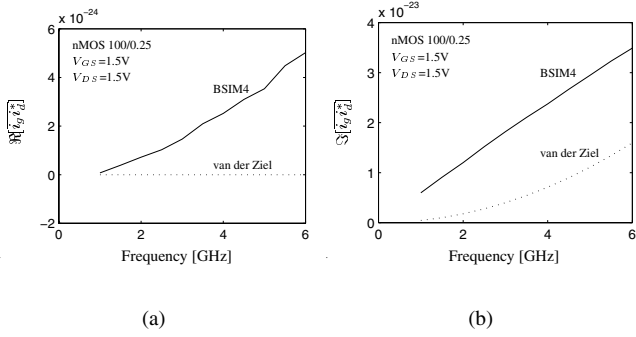 x 10⁻²⁴
6
4
2
0
−2
0 2 4 6
Frequency [GHz]
ℜ[i_g i_d*]
nMOS 100/0.25
V_GS=1.5V
V_DS=1.5V
BSIM4
van der Ziel
(a)
x 10⁻²³
4
3
2
1
0
0 2 4 6
Frequency [GHz]
ℑ[i_g i_d*]
nMOS 100/0.25
V_GS=1.5V
V_DS=1.5V
BSIM4
van der Ziel
(b)